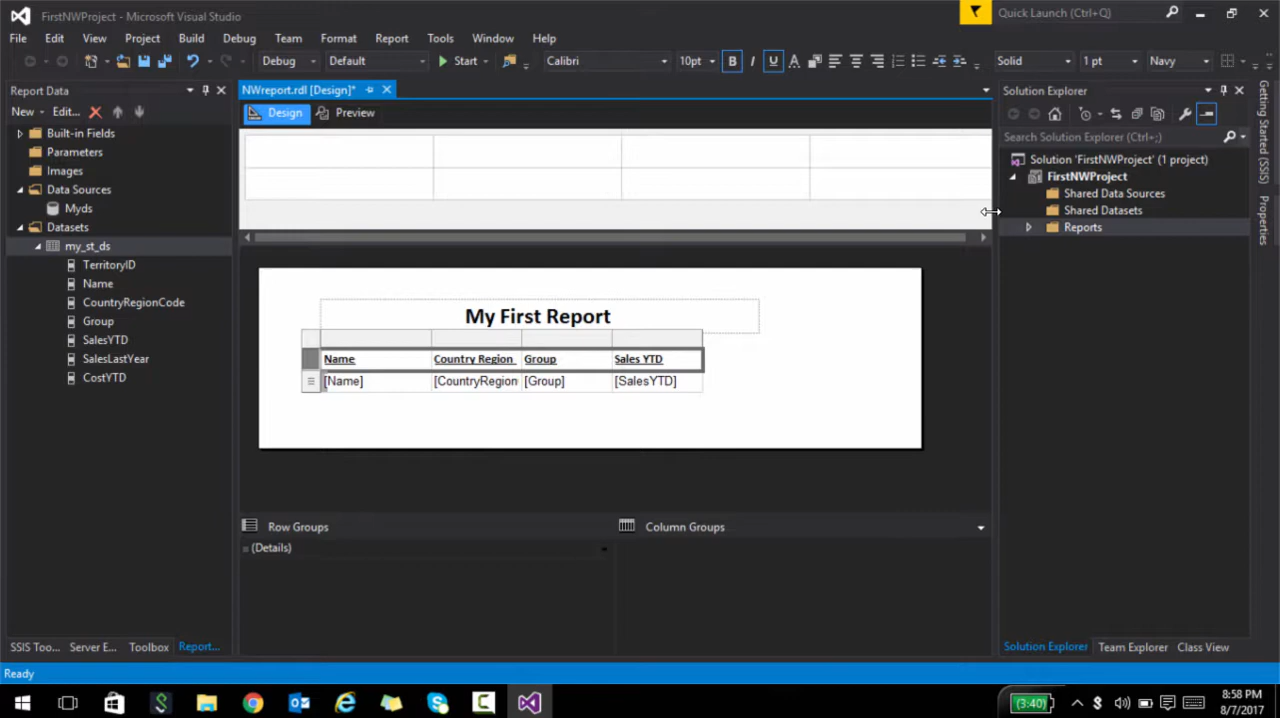 FirstNWProject - Microsoft Visual Studio
Quick Launch (Ctrl+Q)
File Edit View Project Build Debug Team Format Report Tools Window Help
Debug Default Start Calibri 10pt B I U A Solid 1 pt Navy
Report Data
New Edit...
Built-in Fields
Parameters
Images
Data Sources
Myds
Datasets
my_st_ds
TerritoryID
Name
CountryRegionCode
Group
SalesYTD
SalesLastYear
CostYTD
SSIS Too... Server E... Toolbox Report...
NWreport.rdl [Design]*
Design Preview
My First Report
Name Country Region Group Sales YTD
[Name] [CountryRegion [Group] [SalesYTD]
Row Groups Column Groups
(Details)
Solution Explorer
Search Solution Explorer (Ctrl+;)
Solution 'FirstNWProject' (1 project)
FirstNWProject
Shared Data Sources
Shared Datasets
Reports
Solution Explorer Team Explorer Class View
Getting Started (SSIS)
Properties
Ready
(3:40)
8:58 PM
8/7/2017